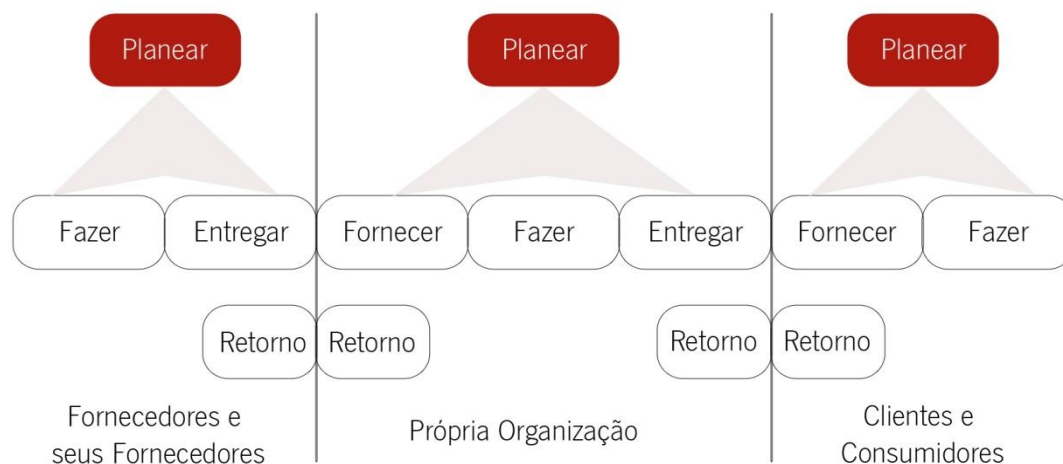 Planear
Planear
Planear
Fazer
Entregar
Fornecer
Fazer
Entregar
Fornecer
Fazer
Retorno
Retorno
Retorno
Retorno
Fornecedores e
seus Fornecedores
Própria Organização
Clientes e
Consumidores